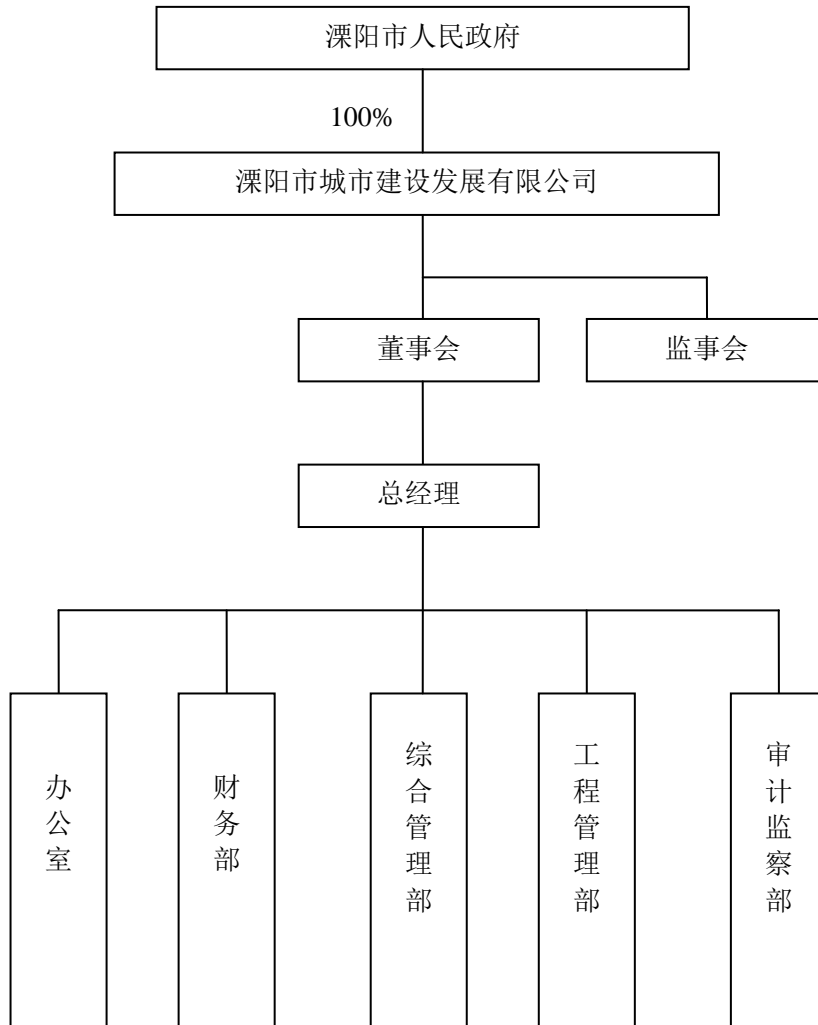 溧阳市人民政府
100%
溧阳市城市建设发展有限公司
董事会
监事会
总经理
办公室
财务部
综合管理部
工程管理部
审计监察部